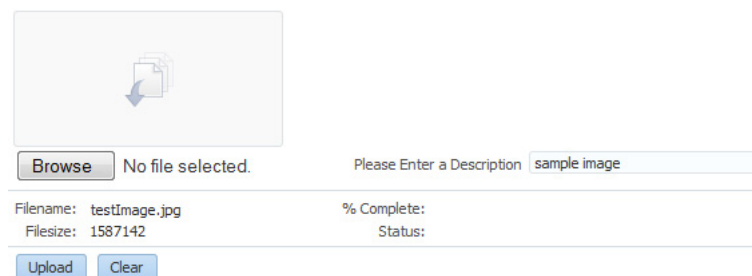 Browse No file selected. Please Enter a Description sample image
Filename: testImage.jpg % Complete:
Filesize: 1587142 Status:
Upload Clear